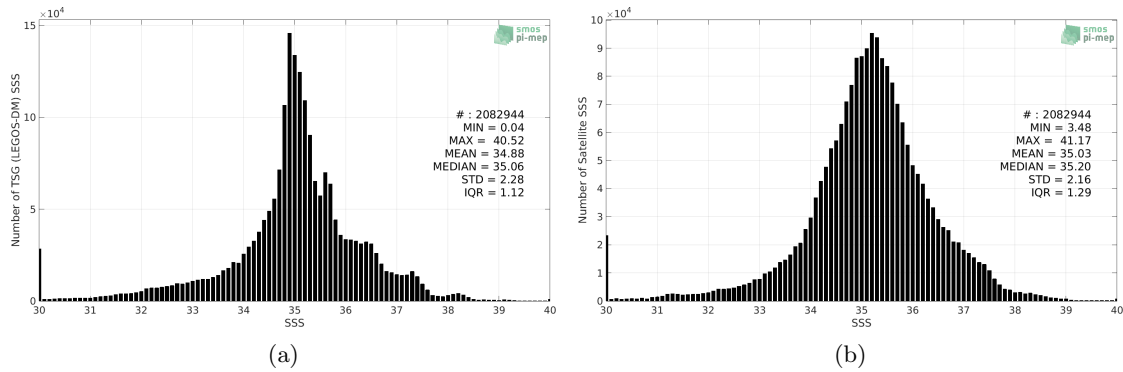 ×10⁴
smos
pi-mep
15
10
5
0
Number of TSG (LEGOS-DM) SSS
# : 2082944
MIN = 0.04
MAX = 40.52
MEAN = 34.88
MEDIAN = 35.06
STD = 2.28
IQR = 1.12
30 31 32 33 34 35 36 37 38 39 40
SSS
(a)
×10⁴
smos
pi-mep
10
9
8
7
6
5
4
3
2
1
0
Number of Satellite SSS
# : 2082944
MIN = 3.48
MAX = 41.17
MEAN = 35.03
MEDIAN = 35.20
STD = 2.16
IQR = 1.29
30 31 32 33 34 35 36 37 38 39 40
SSS
(b)